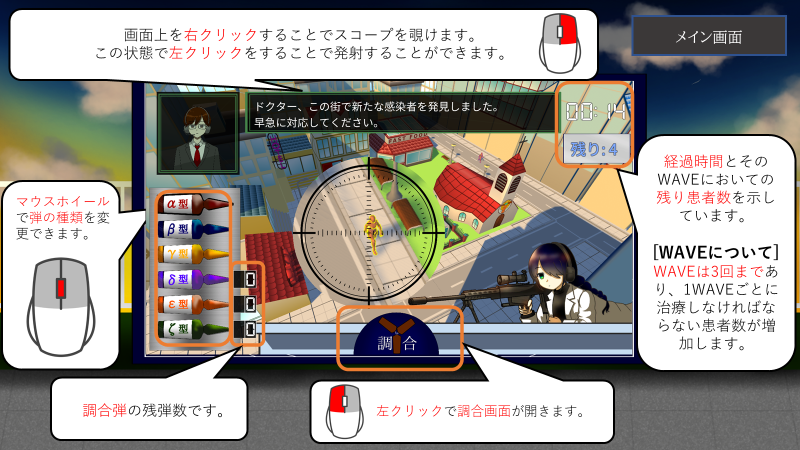 画面上を右クリックすることでスコープを覗けます。
この状態で左クリックをすることで発射することができます。
メイン画面
ドクター、この街で新たな感染者を発見しました。
早急に対応してください。
00:14
残り:4
FAST FOOD
経過時間とその
WAVEにおいての
残り患者数を示し
ています。
[WAVEについて]
WAVEは3回まであ
り、1WAVEごとに
治療しなければな
らない患者数が増
加します。
マウスホイール
で弾の種類を変
更できます。
α型
β型
γ型
δ型
ε型
ζ型
調合
調合弾の残弾数です。
左クリックで調合画面が開きます。